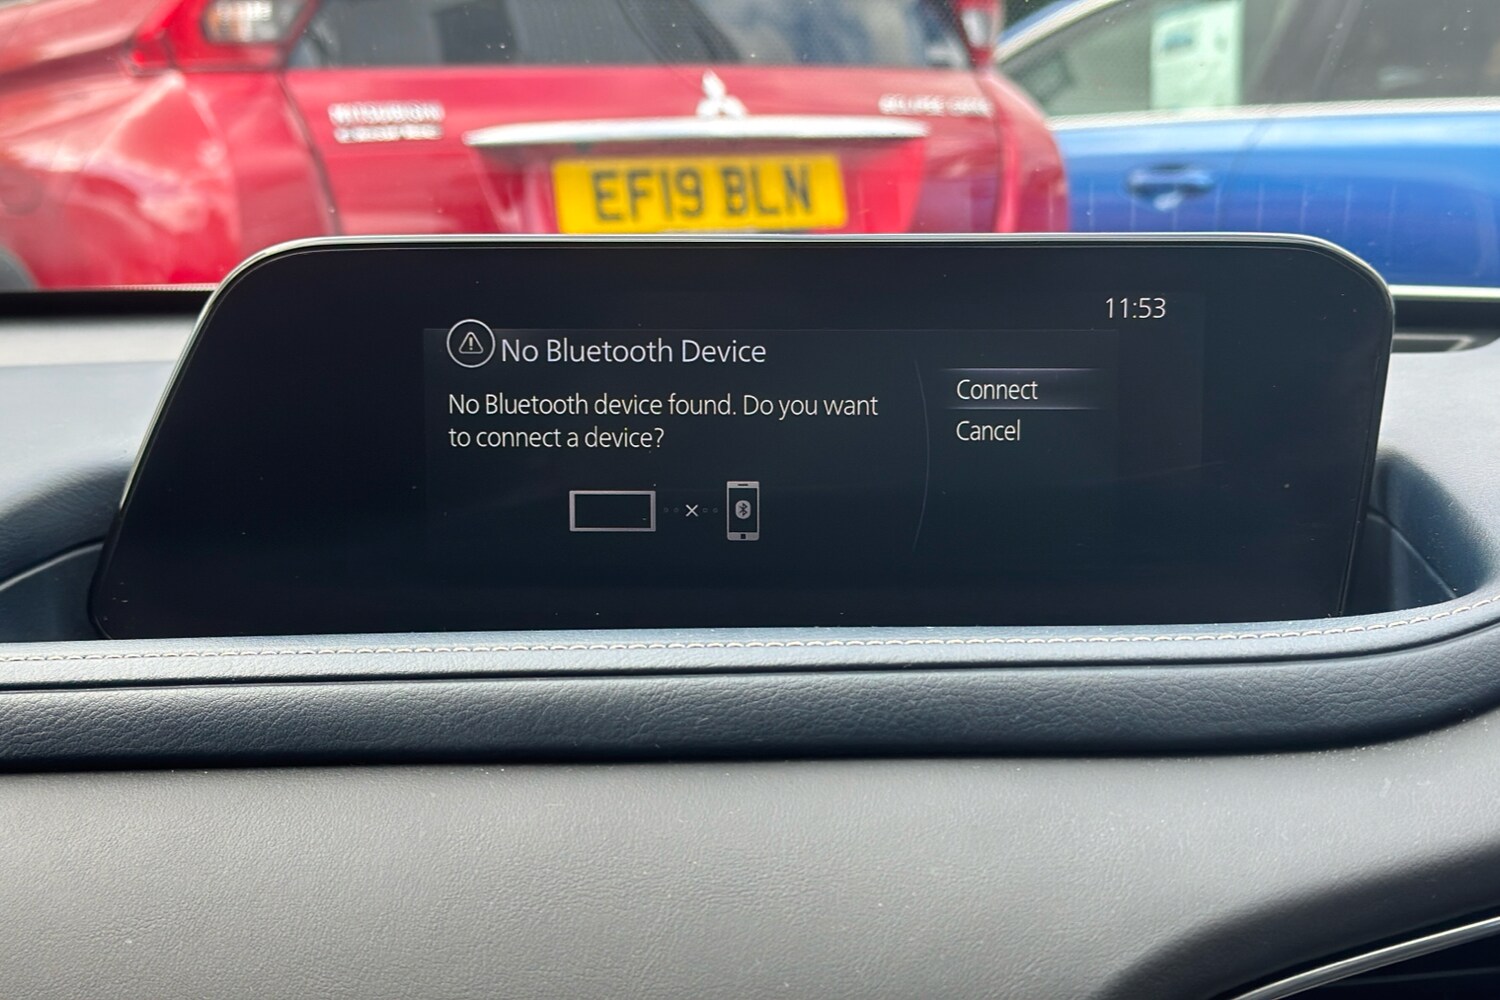 MITSUBISHI
EF19 BLN
11:53
No Bluetooth Device
No Bluetooth device found. Do you want
to connect a device?
Connect
Cancel